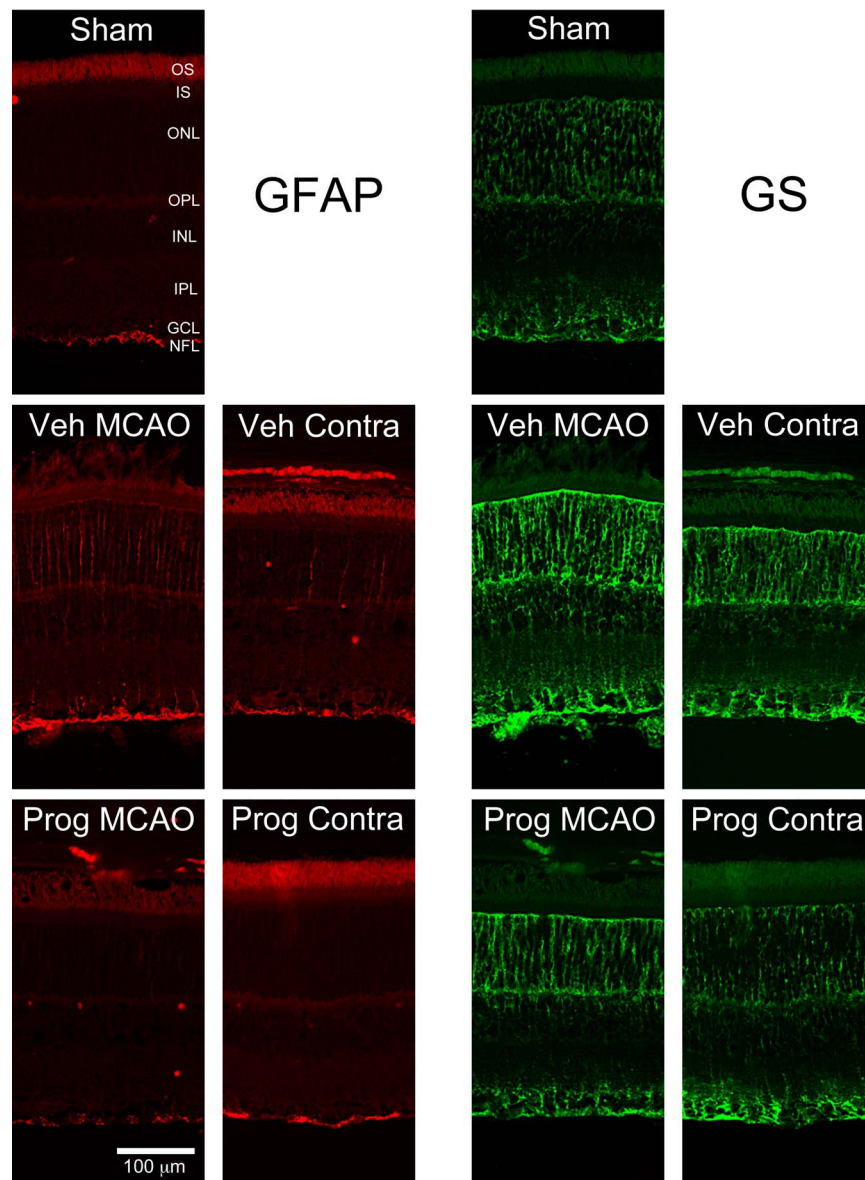 Sham
Sham
OS
IS
ONL
OPL
INL
IPL
GCL
NFL
GFAP
GS
Veh MCAO
Veh Contra
Veh MCAO
Veh Contra
Prog MCAO
Prog Contra
Prog MCAO
Prog Contra
100 μm